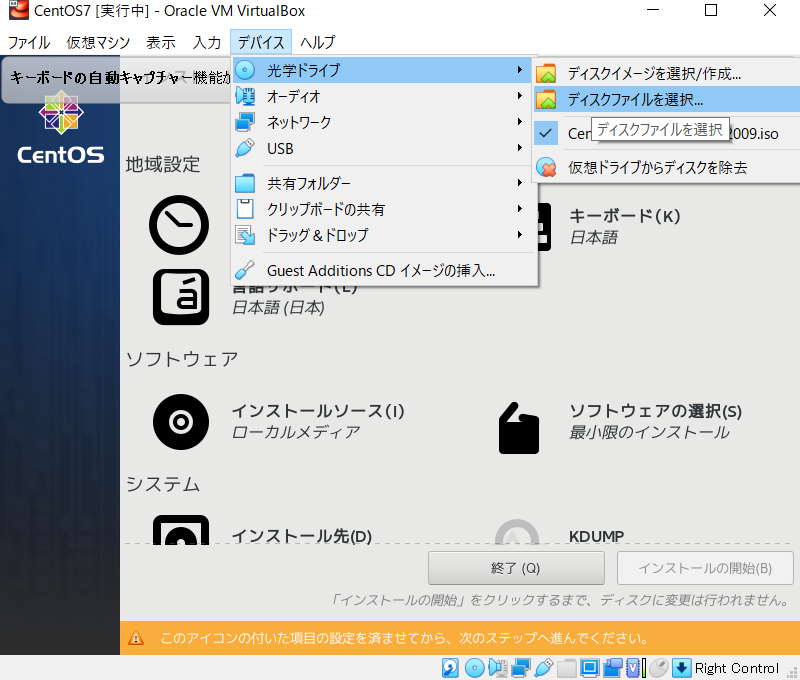 CentOS7 [実行中] - Oracle VM VirtualBox
ファイル 仮想マシン 表示 入力 デバイス ヘルプ
キーボードの自動キャプチャー機能が
光学ドライブ
オーディオ
ネットワーク
USB
共有フォルダー
クリップボードの共有
ドラッグ＆ドロップ
Guest Additions CD イメージの挿入...
ディスクイメージを選択/作成...
ディスクファイルを選択...
ディスクファイルを選択
2009.iso
仮想ドライブからディスクを除去
CentOS
地域設定
キーボード(K)
日本語
言語サポート(L)
日本語 (日本)
ソフトウェア
インストールソース(I)
ローカルメディア
ソフトウェアの選択(S)
最小限のインストール
システム
インストール先(D)
KDUMP
終了 (Q)
インストールの開始(B)
「インストールの開始」をクリックするまで、ディスクに変更は行われません。
このアイコンの付いた項目の設定を済ませてから、次のステップへ進んでください。
Right Control